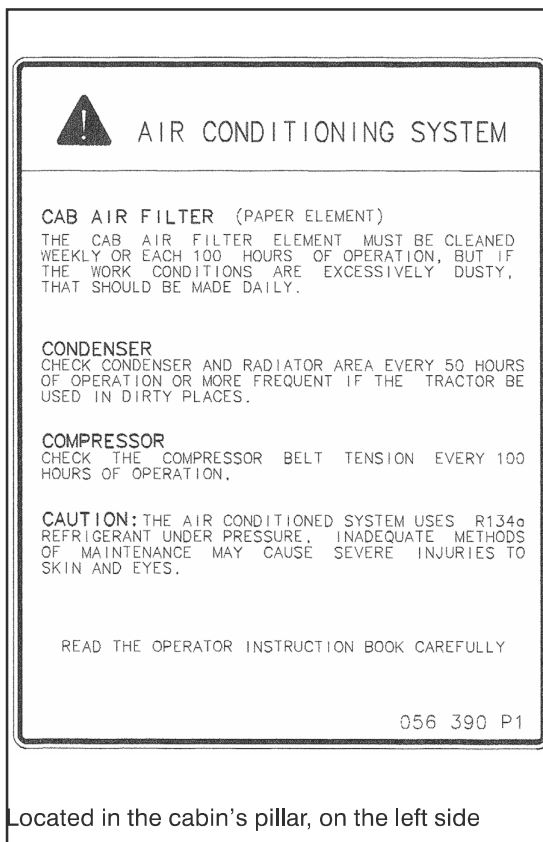 AIR CONDITIONING SYSTEM
CAB AIR FILTER (PAPER ELEMENT)
THE CAB AIR FILTER ELEMENT MUST BE CLEANED
WEEKLY OR EACH 100 HOURS OF OPERATION, BUT IF
THE WORK CONDITIONS ARE EXCESSIVELY DUSTY,
THAT SHOULD BE MADE DAILY.
CONDENSER
CHECK CONDENSER AND RADIATOR AREA EVERY 50 HOURS
OF OPERATION OR MORE FREQUENT IF THE TRACTOR BE
USED IN DIRTY PLACES.
COMPRESSOR
CHECK THE COMPRESSOR BELT TENSION EVERY 100
HOURS OF OPERATION.
CAUTION: THE AIR CONDITIONED SYSTEM USES R134a
REFRIGERANT UNDER PRESSURE. INADEQUATE METHODS
OF MAINTENANCE MAY CAUSE SEVERE INJURIES TO
SKIN AND EYES.
READ THE OPERATOR INSTRUCTION BOOK CAREFULLY
056 390 P1
Located in the cabin's pillar, on the left side